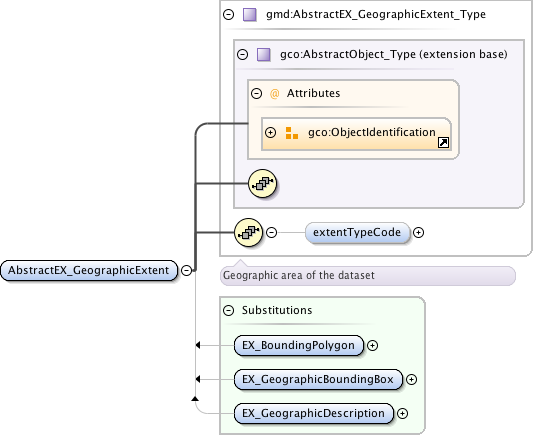 gmd:AbstractEX_GeographicExtent_Type
gco:AbstractObject_Type (extension base)
@ Attributes
gco:ObjectIdentification
extentTypeCode
AbstractEX_GeographicExtent
Geographic area of the dataset
Substitutions
EX_BoundingPolygon
EX_GeographicBoundingBox
EX_GeographicDescription